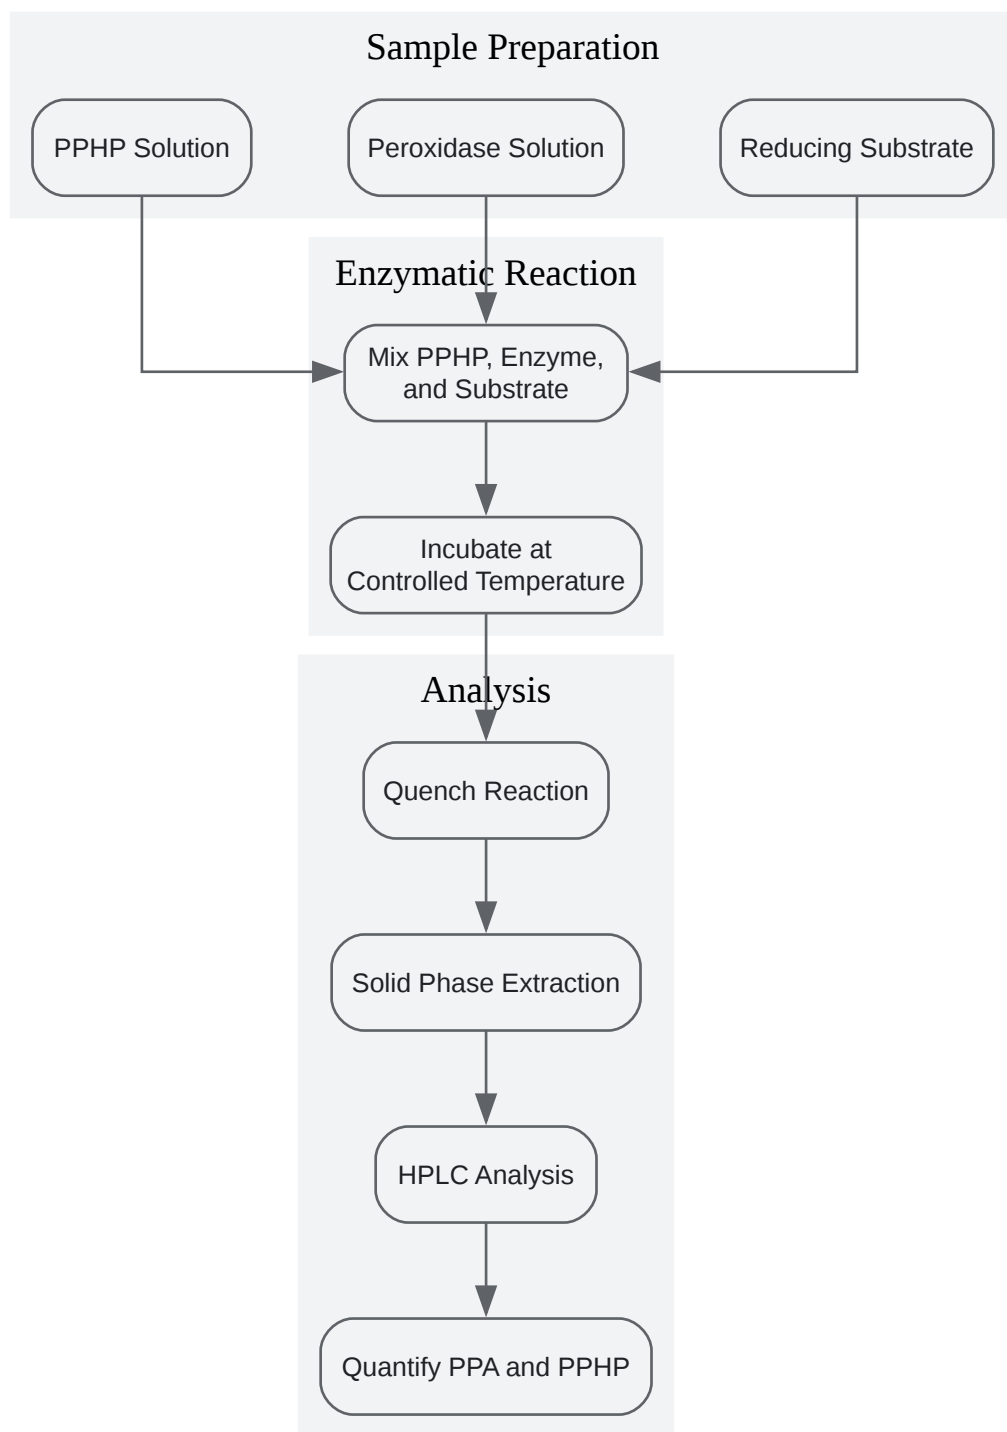 Sample Preparation
PPHP Solution
Peroxidase Solution
Reducing Substrate
Enzymatic Reaction
Mix PPHP, Enzyme,
and Substrate
Incubate at
Controlled Temperature
Analysis
Quench Reaction
Solid Phase Extraction
HPLC Analysis
Quantify PPA and PPHP